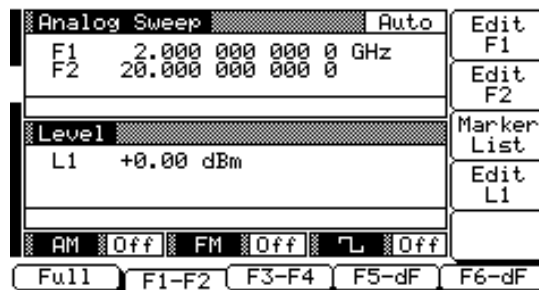 Analog Sweep Auto
F1 2.000 000 000 0 GHz
F2 20.000 000 000 0
Level
L1 +0.00 dBm
AM Off FM Off Off
Edit F1
Edit F2
Marker List
Edit L1
Full F1-F2 F3-F4 F5-dF F6-dF